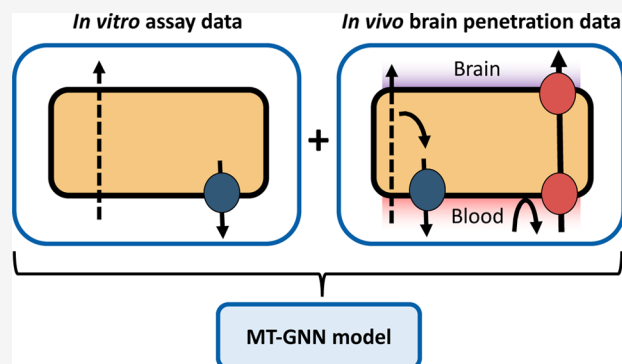 In vitro assay data
In vivo brain penetration data
+
Brain
Blood
MT-GNN model